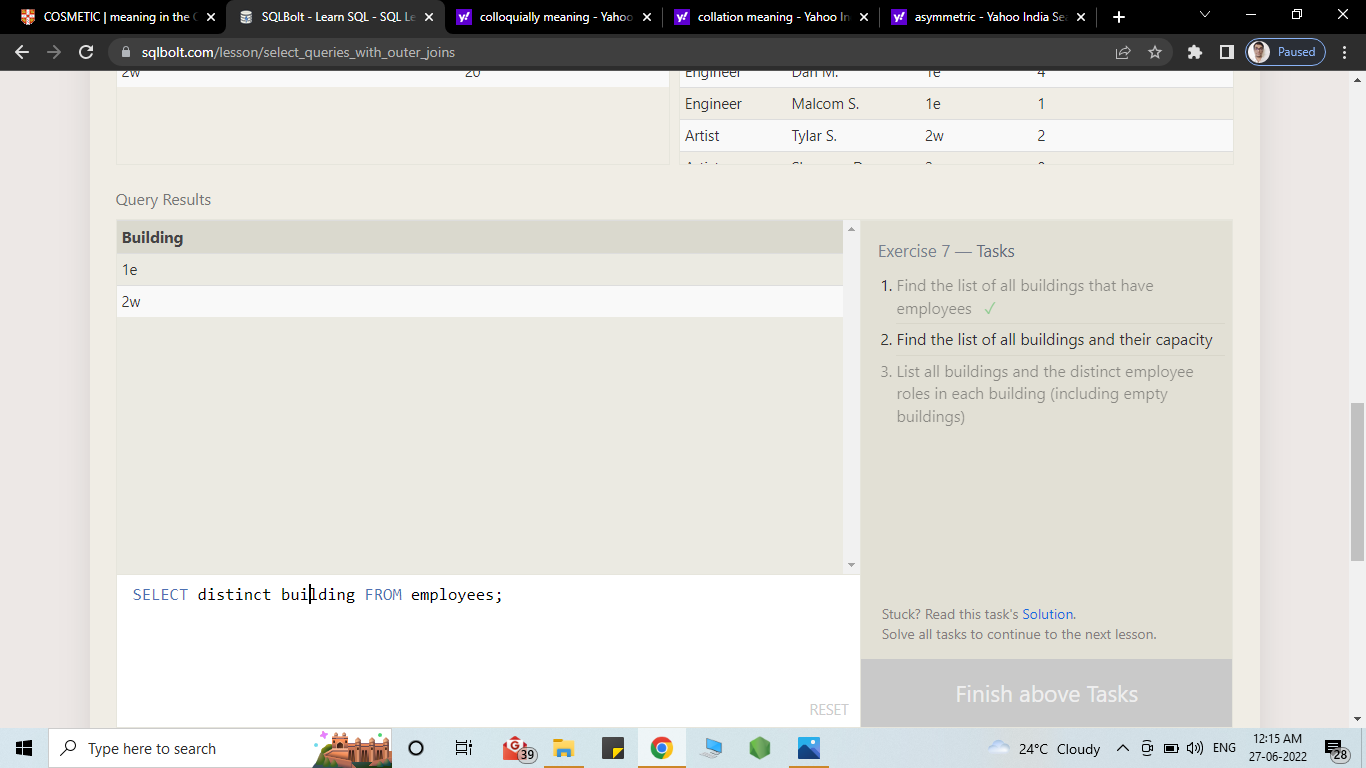 COSMETIC | meaning in the
SQLBolt - Learn SQL - SQL Le
colloquially meaning - Yahoo
collation meaning - Yahoo In
asymmetric - Yahoo India Se
sqlbolt.com/lesson/select_queries_with_outer_joins
Paused
2w 20
Engineer Dan M. 1e 4
Engineer Malcom S. 1e 1
Artist Tylar S. 2w 2
Query Results
Building
1e
2w
Exercise 7 — Tasks
1. Find the list of all buildings that have
employees ✓
2. Find the list of all buildings and their capacity
3. List all buildings and the distinct employee
roles in each building (including empty
buildings)
SELECT distinct building FROM employees;
Stuck? Read this task's Solution.
Solve all tasks to continue to the next lesson.
RESET
Finish above Tasks
Type here to search
39
24°C Cloudy
ENG
12:15 AM
27-06-2022
28